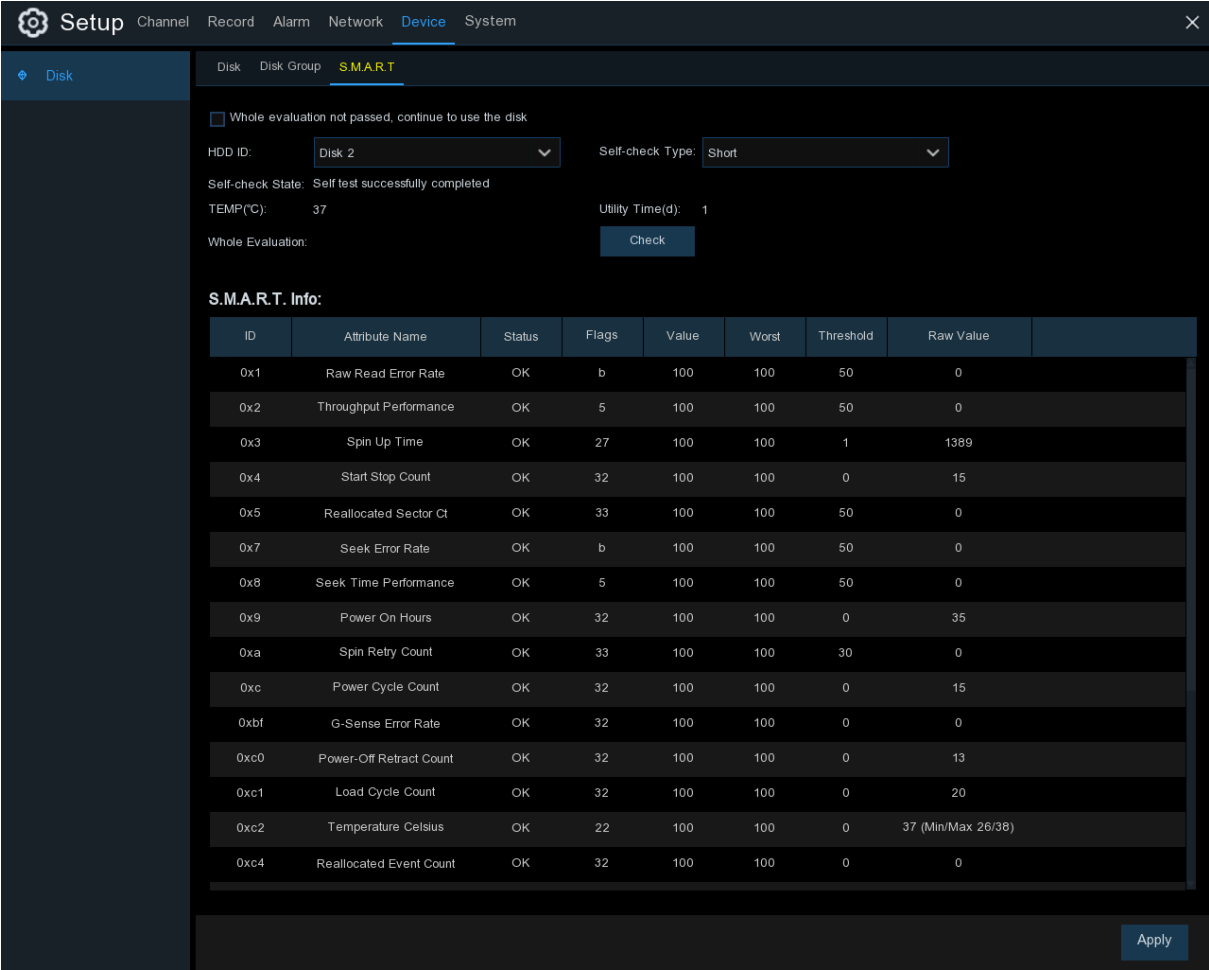 Setup Channel Record Alarm Network Device System
Disk
Disk Disk Group S.M.A.R.T
Whole evaluation not passed, continue to use the disk
HDD ID: Disk 2 Self-check Type: Short
Self-check State: Self test successfully completed
TEMP(℃): 37 Utility Time(d): 1
Whole Evaluation: Check
S.M.A.R.T. Info:
ID Attribute Name Status Flags Value Worst Threshold Raw Value
0x1 Raw Read Error Rate OK b 100 100 50 0
0x2 Throughput Performance OK 5 100 100 50 0
0x3 Spin Up Time OK 27 100 100 1 1389
0x4 Start Stop Count OK 32 100 100 0 15
0x5 Reallocated Sector Ct OK 33 100 100 50 0
0x7 Seek Error Rate OK b 100 100 50 0
0x8 Seek Time Performance OK 5 100 100 50 0
0x9 Power On Hours OK 32 100 100 0 35
0xa Spin Retry Count OK 33 100 100 30 0
0xc Power Cycle Count OK 32 100 100 0 15
0xbf G-Sense Error Rate OK 32 100 100 0 0
0xc0 Power-Off Retract Count OK 32 100 100 0 13
0xc1 Load Cycle Count OK 32 100 100 0 20
0xc2 Temperature Celsius OK 22 100 100 0 37 (Min/Max 26/38)
0xc4 Reallocated Event Count OK 32 100 100 0 0
Apply